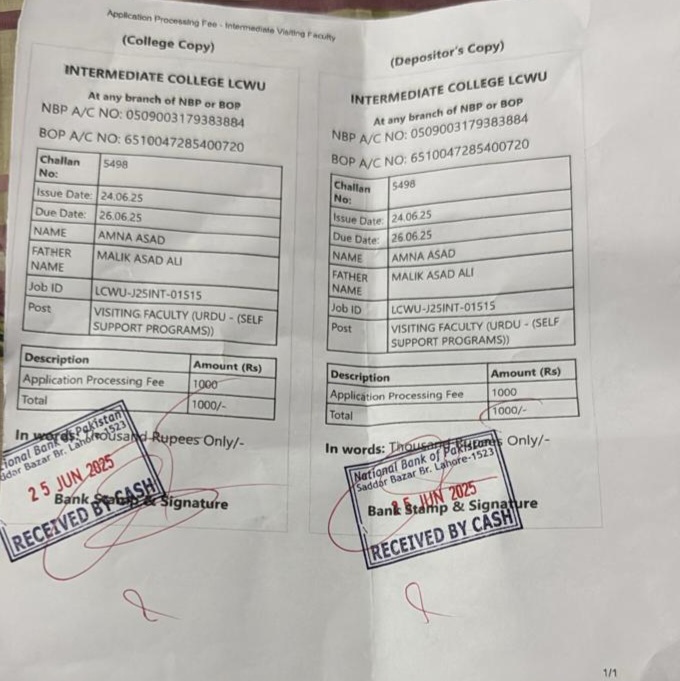 Application Processing Fee - Intermediate Visiting Faculty
(College Copy)
INTERMEDIATE COLLEGE LCWU
At any branch of NBP or BOP
NBP A/C NO: 0509003179383884
BOP A/C NO: 6510047285400720
Challan No: 5498
Issue Date: 24.06.25
Due Date: 26.06.25
NAME AMNA ASAD
FATHER NAME MALIK ASAD ALI
Job ID LCWU-J25INT-01515
Post VISITING FACULTY (URDU - (SELF
SUPPORT PROGRAMS))
Description Amount (Rs)
Application Processing Fee 1000
Total 1000/-
In words: Thousand Rupees Only/-
National Bank of Pakistan
Saddar Bazar Br. Lahore-1523
25 JUN 2025
Bank Stamp & Signature
RECEIVED BY CASH
(Depositor's Copy)
INTERMEDIATE COLLEGE LCWU
At any branch of NBP or BOP
NBP A/C NO: 0509003179383884
BOP A/C NO: 6510047285400720
Challan No: 5498
Issue Date: 24.06.25
Due Date: 26.06.25
NAME AMNA ASAD
FATHER NAME MALIK ASAD ALI
Job ID LCWU-J25INT-01515
Post VISITING FACULTY (URDU - (SELF
SUPPORT PROGRAMS))
Description Amount (Rs)
Application Processing Fee 1000
Total 1000/-
In words: Thousand Rupees Only/-
National Bank of Pakistan
Saddar Bazar Br. Lahore-1523
25 JUN 2025
Bank Stamp & Signature
RECEIVED BY CASH
1/1